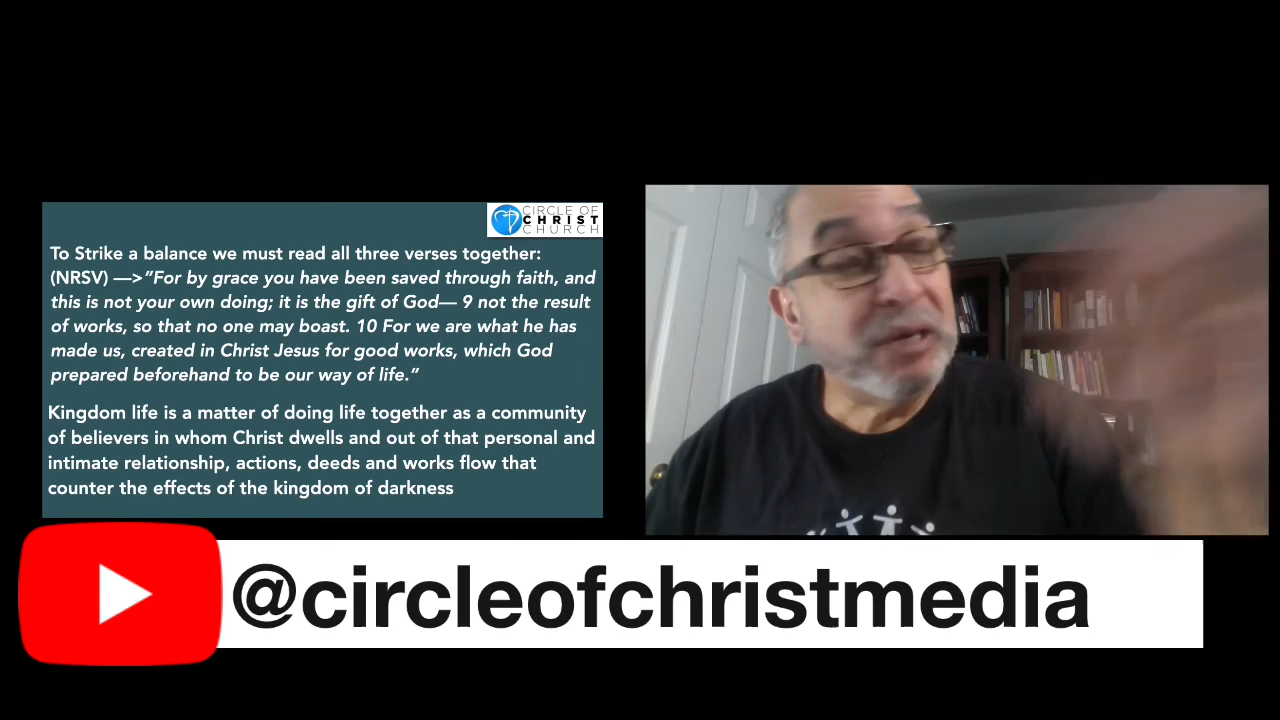 CIRCLE OF
CHRIST
CHURCH
To Strike a balance we must read all three verses together:
(NRSV) —>”For by grace you have been saved through faith, and
this is not your own doing; it is the gift of God— 9 not the result
of works, so that no one may boast. 10 For we are what he has
made us, created in Christ Jesus for good works, which God
prepared beforehand to be our way of life.”
Kingdom life is a matter of doing life together as a community
of believers in whom Christ dwells and out of that personal and
intimate relationship, actions, deeds and works flow that
counter the effects of the kingdom of darkness
@circleofchristmedia